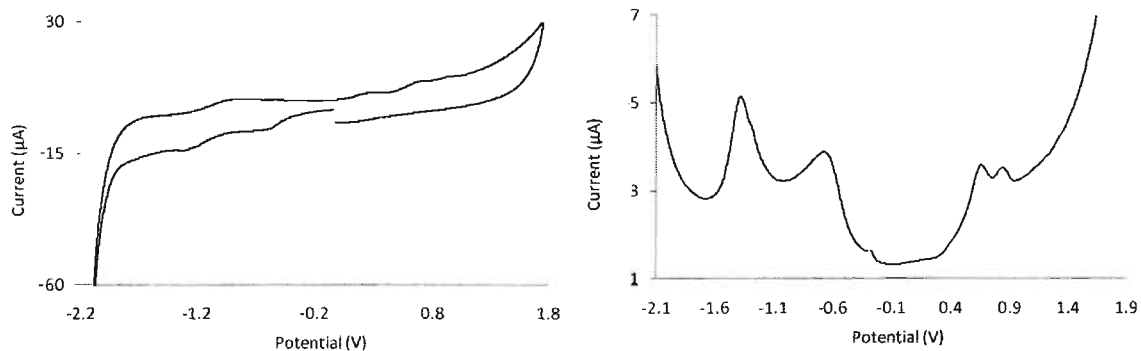 30
-15
-60
Current (µA)
-2.2 -1.2 -0.2 0.8 1.8
Potential (V)
7
5
3
1
Current (µA)
-2.1 -1.6 -1.1 -0.6 -0.1 0.4 0.9 1.4 1.9
Potential (V)